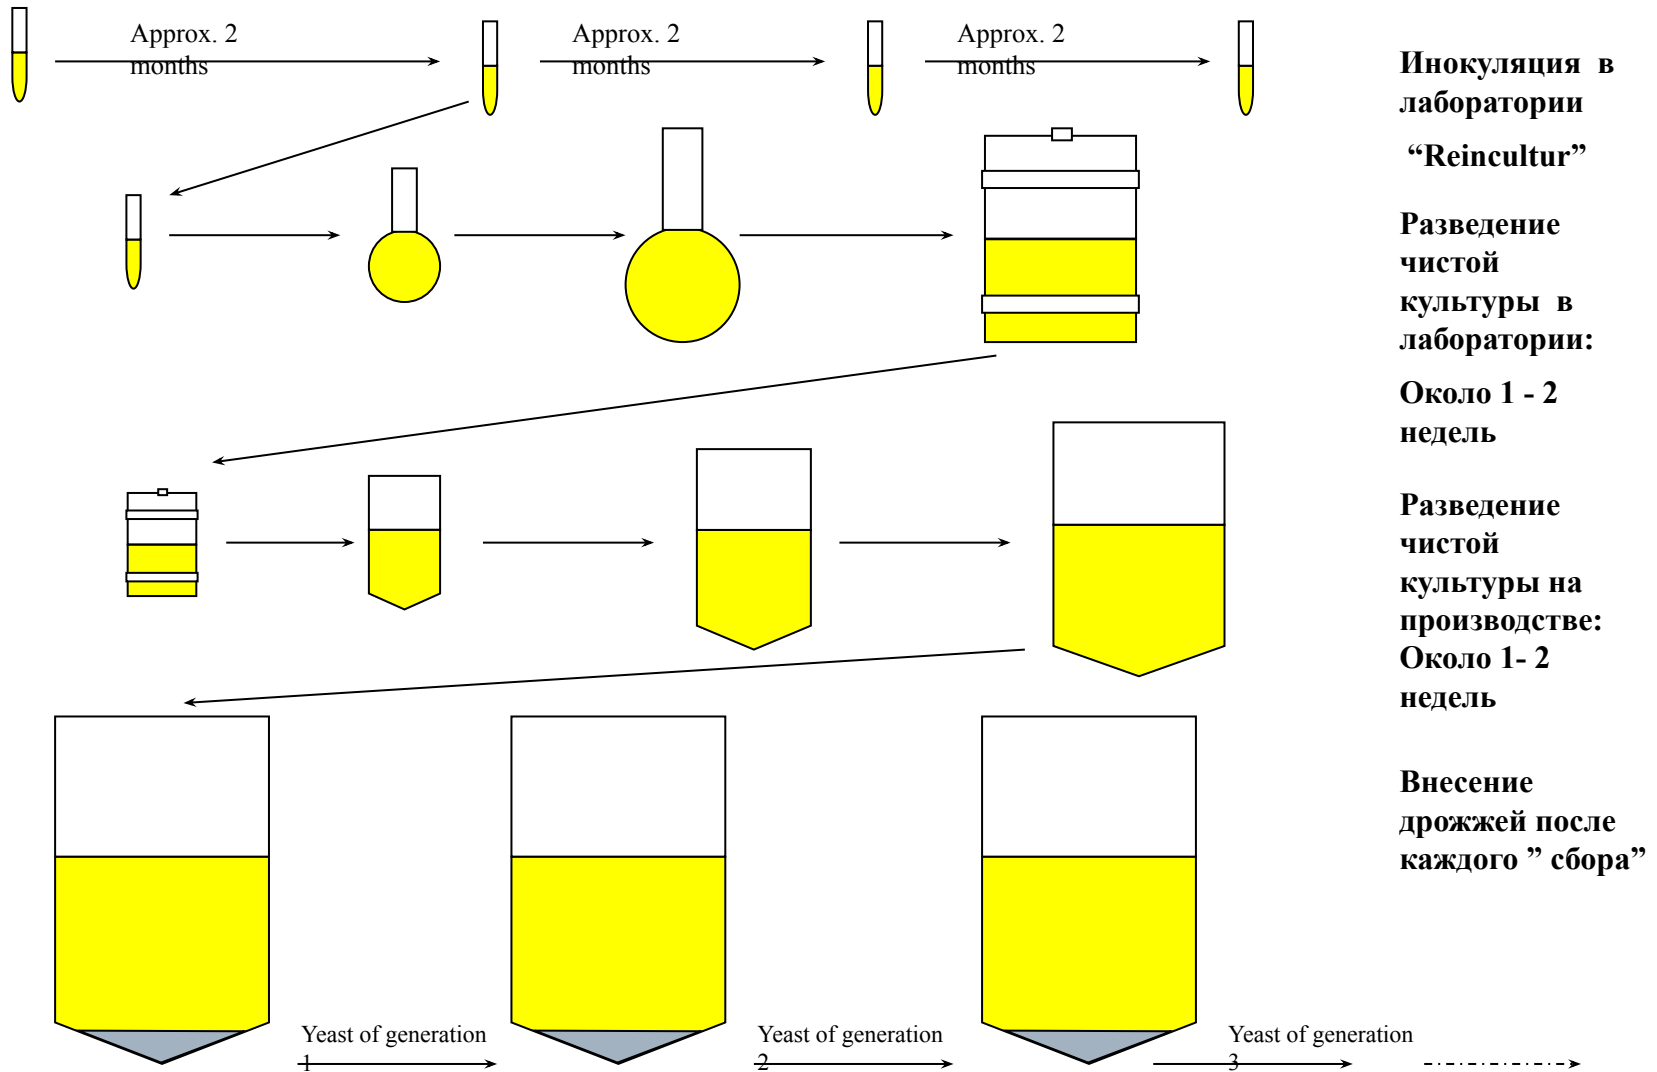 Approx. 2
months
Approx. 2
months
Approx. 2
months
Инокуляция в
лаборатории
“Reincultur”
Разведение
чистой
культуры в
лаборатории:
Около 1 - 2
недель
Разведение
чистой
культуры на
производстве:
Около 1- 2
недель
Внесение
дрожжей после
каждого ” сбора”
Yeast of generation
1
Yeast of generation
2
Yeast of generation
3